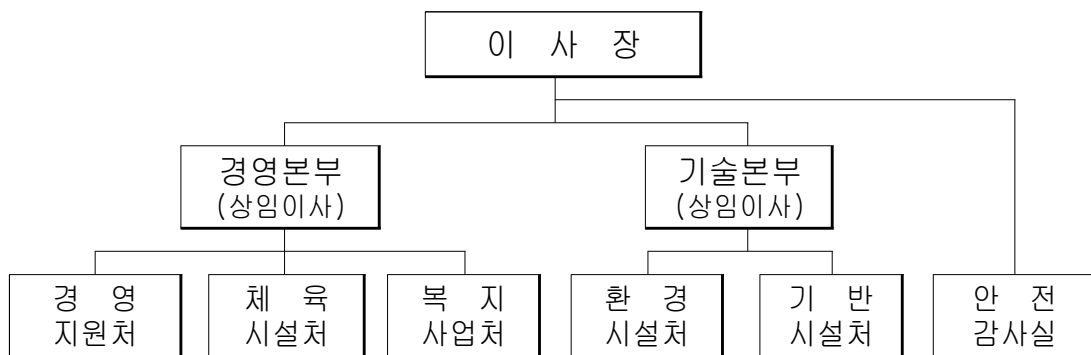 이 사 장
경영본부
(상임이사)
기술본부
(상임이사)
경 영
지원처
체 육
시설처
복 지
사업처
환 경
시설처
기 반
시설처
안 전
감사실